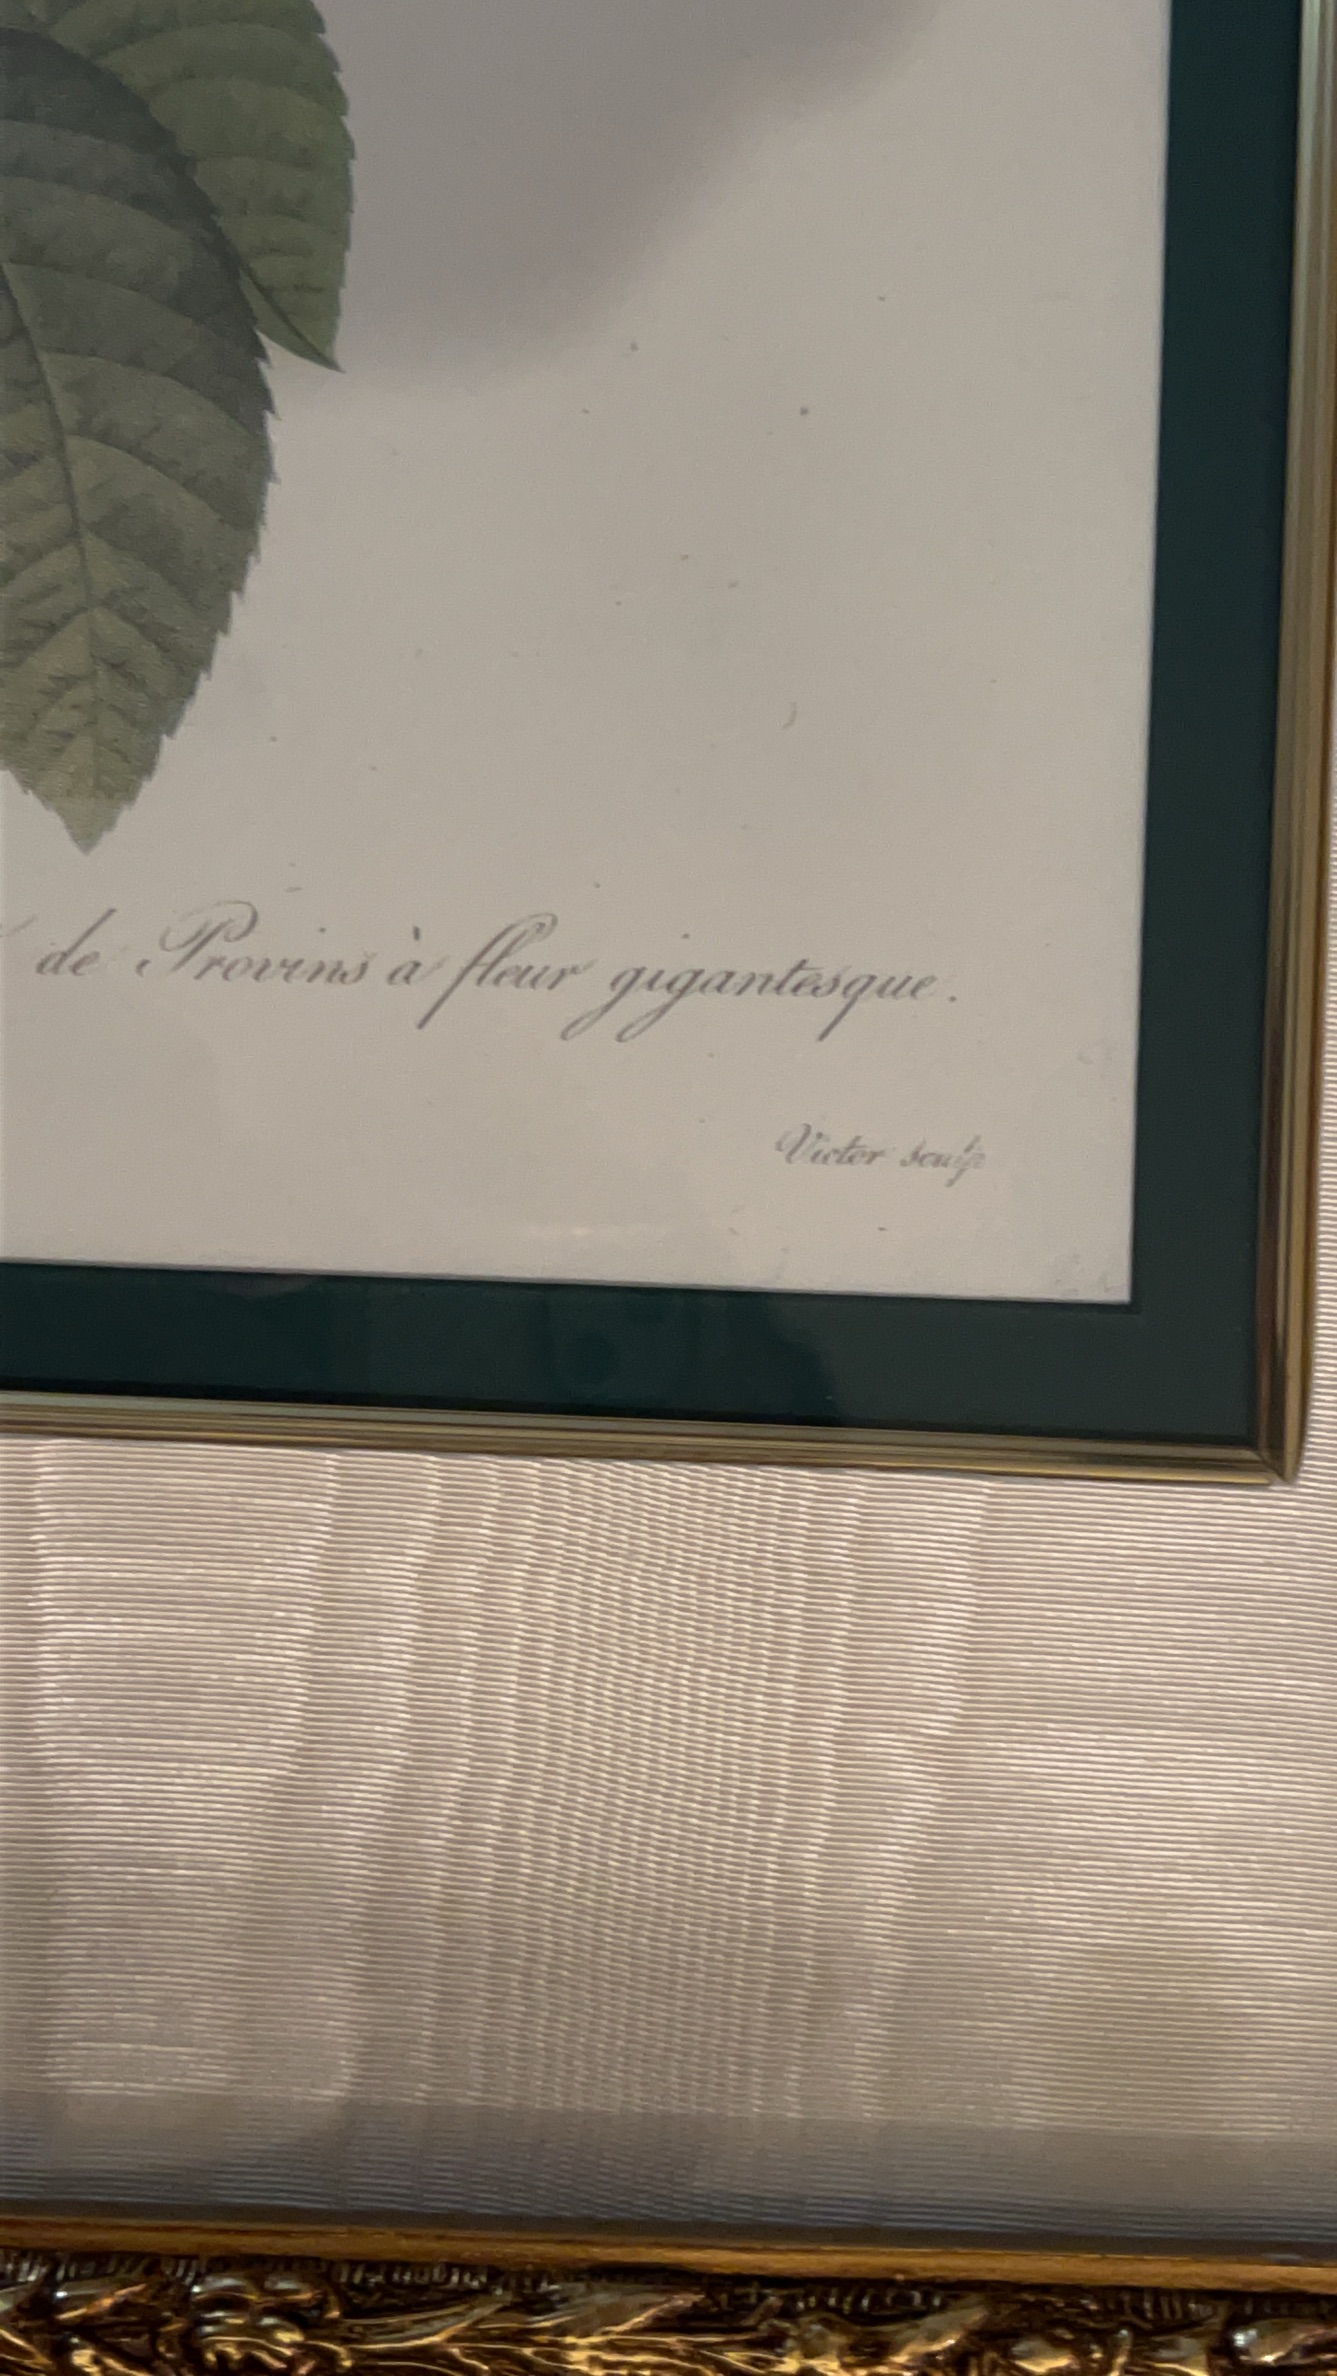 de Provins à fleur gigantesque.
Victor sculp